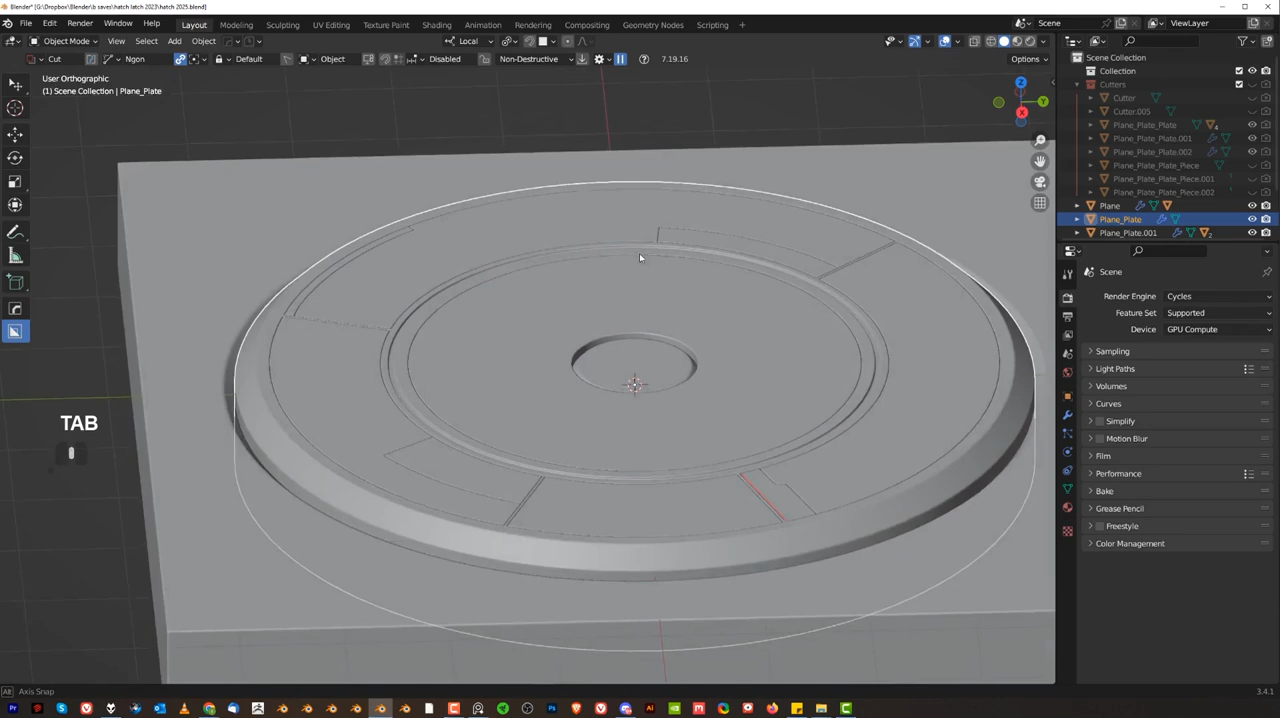 Blender* [G:\Dropbox\Blender\b saves\hatch latch 2023\hatch 2025.blend]
File Edit Render Window Help Layout Modeling Sculpting UV Editing Texture Paint Shading Animation Rendering Compositing Geometry Nodes Scripting + Scene ViewLayer
Object Mode View Select Add Object Local
Cut Ngon Default Object Disabled Non-Destructive 7.19.16 Options
User Orthographic
(1) Scene Collection | Plane_Plate
Z
Y
X
TAB
Scene Collection
Collection
Cutters
Cutter
Cutter.005
Plane_Plate_Plate
Plane_Plate_Plate.001
Plane_Plate_Plate.002
Plane_Plate_Plate_Piece
Plane_Plate_Plate_Piece.001
Plane_Plate_Plate_Piece.002
Plane
Plane_Plate
Plane_Plate.001
Scene
Render Engine Cycles
Feature Set Supported
Device GPU Compute
Sampling
Light Paths
Volumes
Curves
Simplify
Motion Blur
Film
Performance
Bake
Grease Pencil
Freestyle
Color Management
Alt Axis Snap
3.4.1